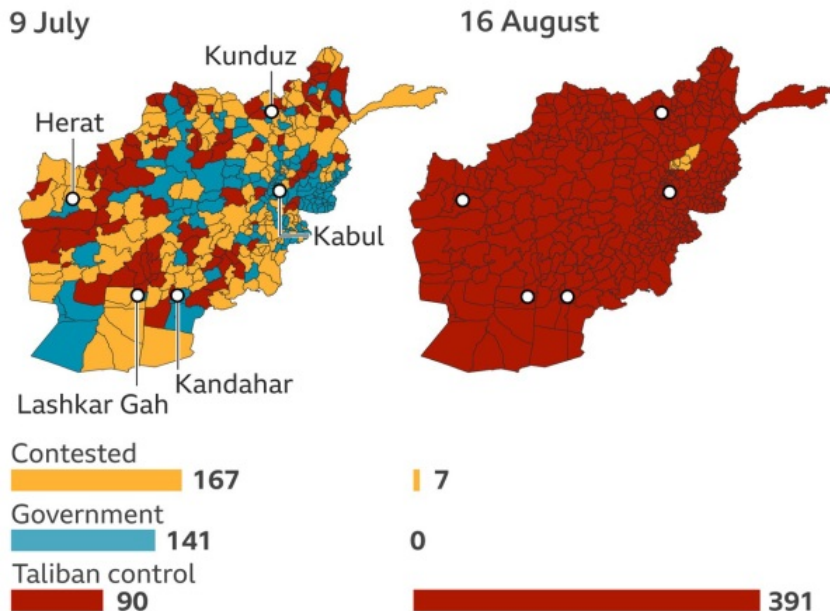 9 July
16 August
Kunduz
Herat
Kabul
Kandahar
Lashkar Gah
Contested
167
7
Government
141
0
Taliban control
90
391